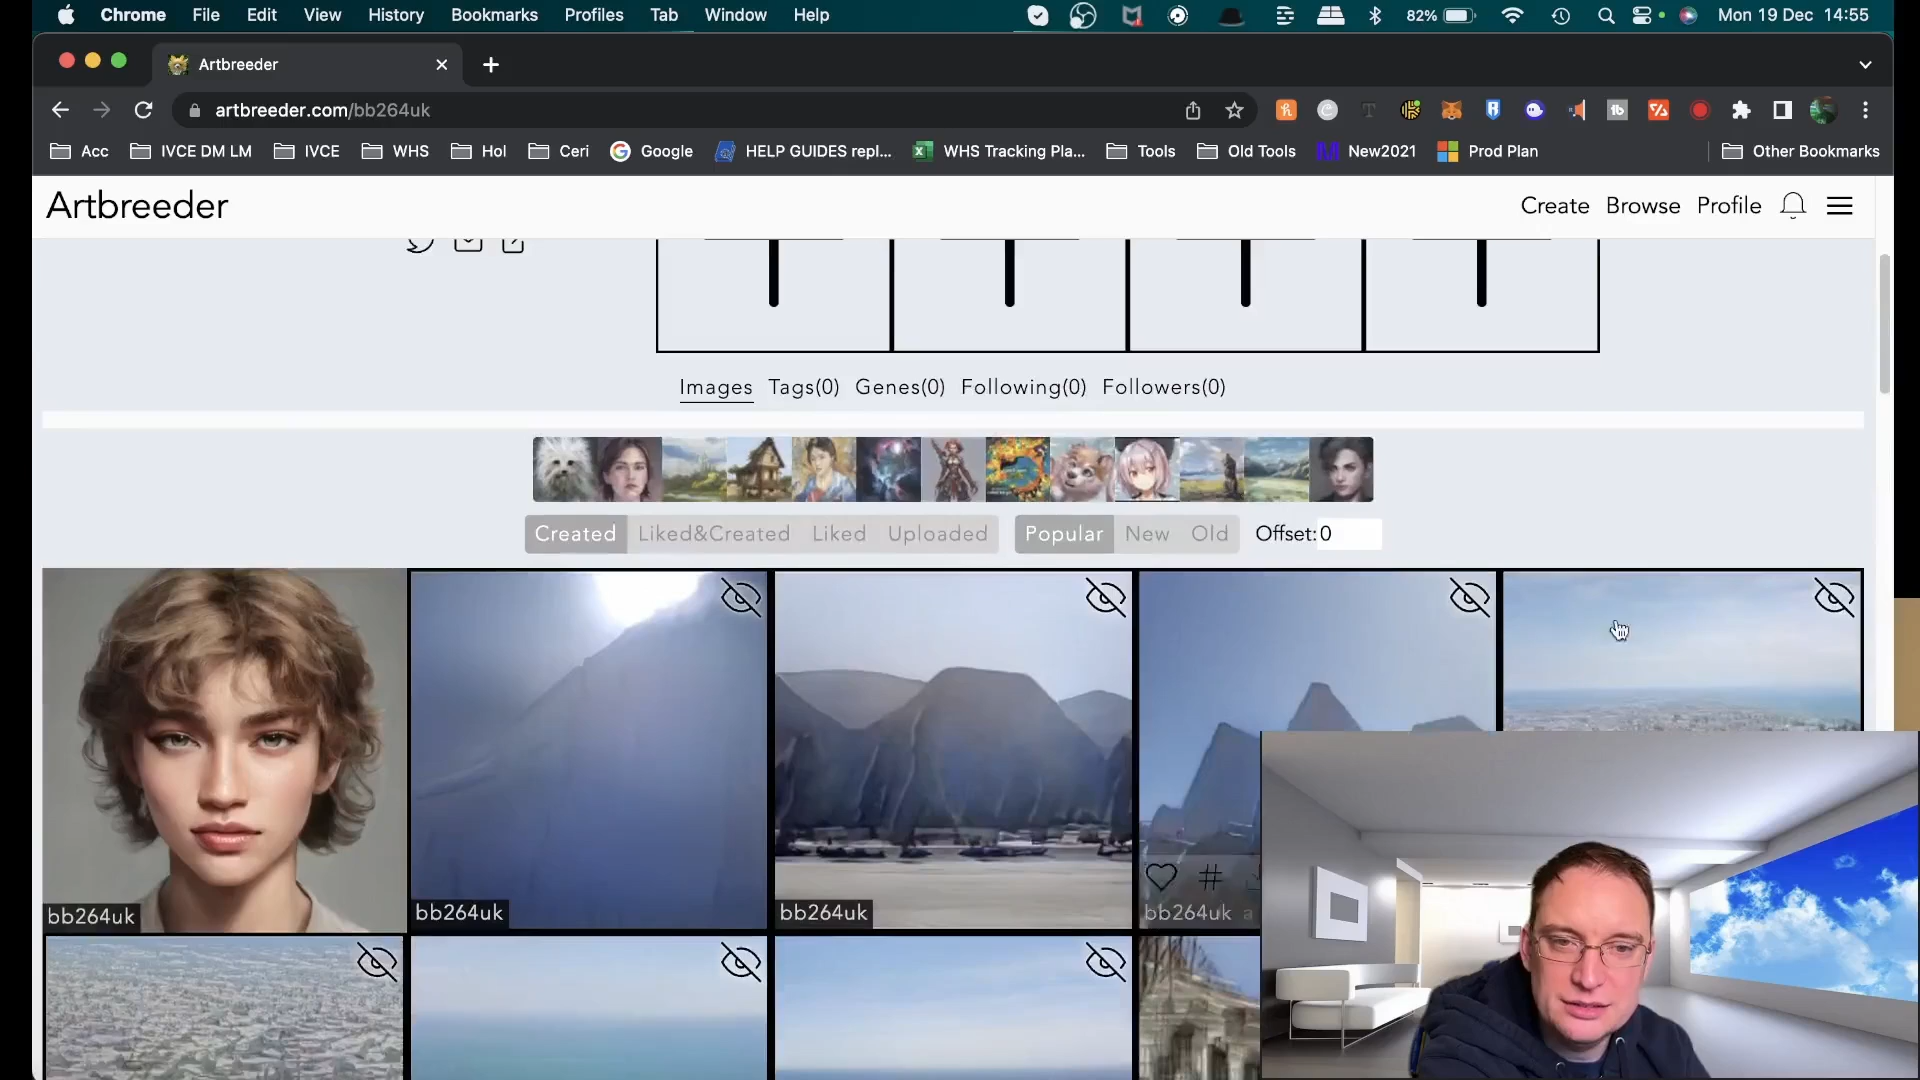 Chrome File Edit View History Bookmarks Profiles Tab Window Help 82% Mon 19 Dec 14:55
Artbreeder
artbreeder.com/bb264uk
Acc IVCE DM LM IVCE WHS Hol Ceri Google HELP GUIDES repl... WHS Tracking Pla... Tools Old Tools New2021 Prod Plan Other Bookmarks
Artbreeder Create Browse Profile
Images Tags(0) Genes(0) Following(0) Followers(0)
Created Liked&Created Liked Uploaded Popular New Old Offset:0
bb264uk bb264uk bb264uk bb264uk